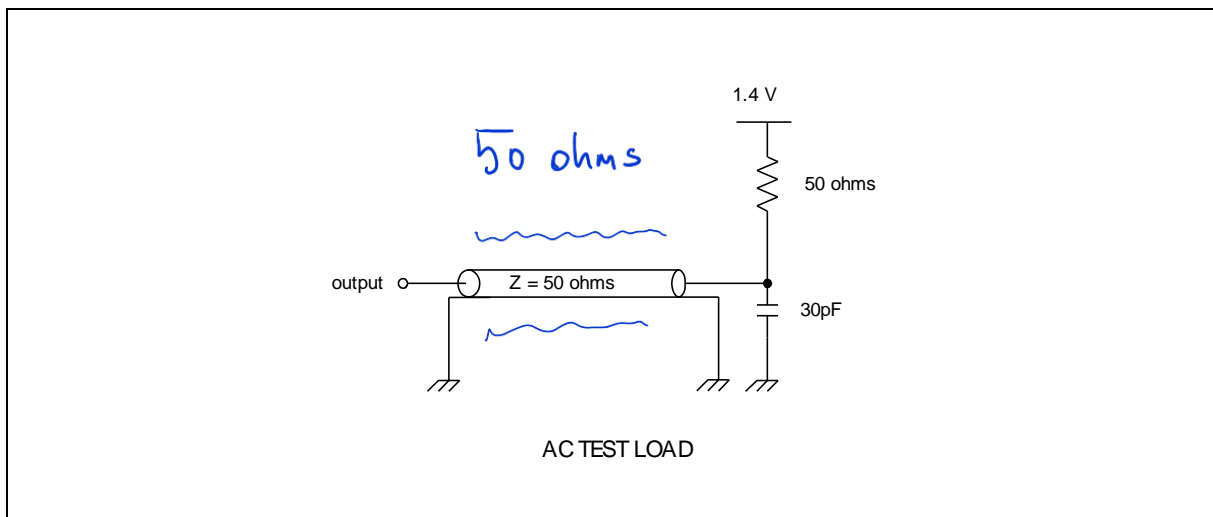 1.4 V
50 ohms
50 ohms
output
Z = 50 ohms
30pF
AC TEST LOAD